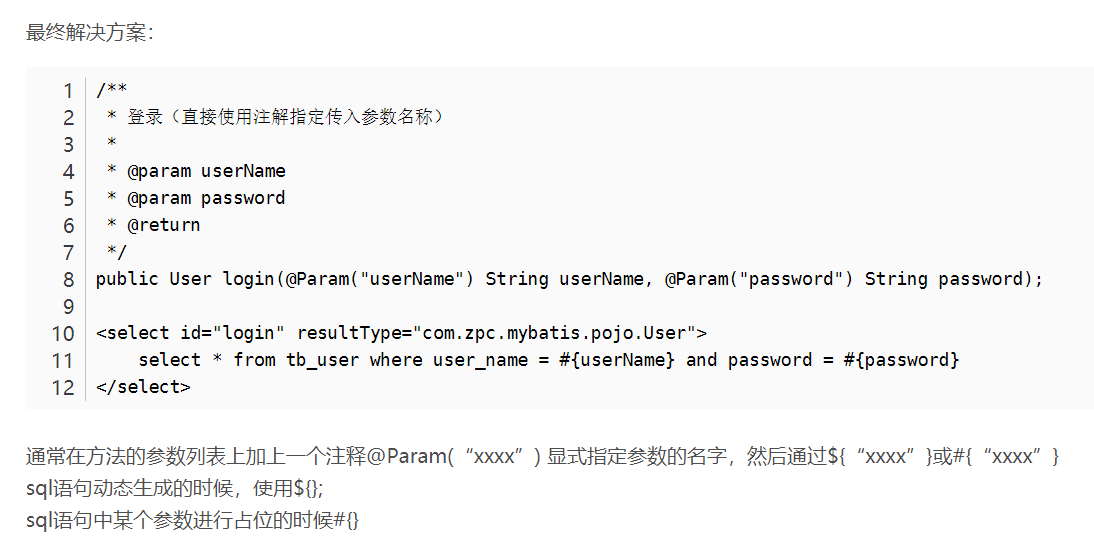 最终解决方案：
1 /**
2  * 登录（直接使用注解指定传入参数名称）
3  *
4  * @param userName
5  * @param password
6  * @return
7  */
8 public User login(@Param("userName") String userName, @Param("password") String password);
9
10 <select id="login" resultType="com.zpc.mybatis.pojo.User">
11     select * from tb_user where user_name = #{userName} and password = #{password}
12 </select>
通常在方法的参数列表上加上一个注释@Param(“xxxx”) 显式指定参数的名字，然后通过${“xxxx”}或#{“xxxx”}
sql语句动态生成的时候，使用${};
sql语句中某个参数进行占位的时候#{}